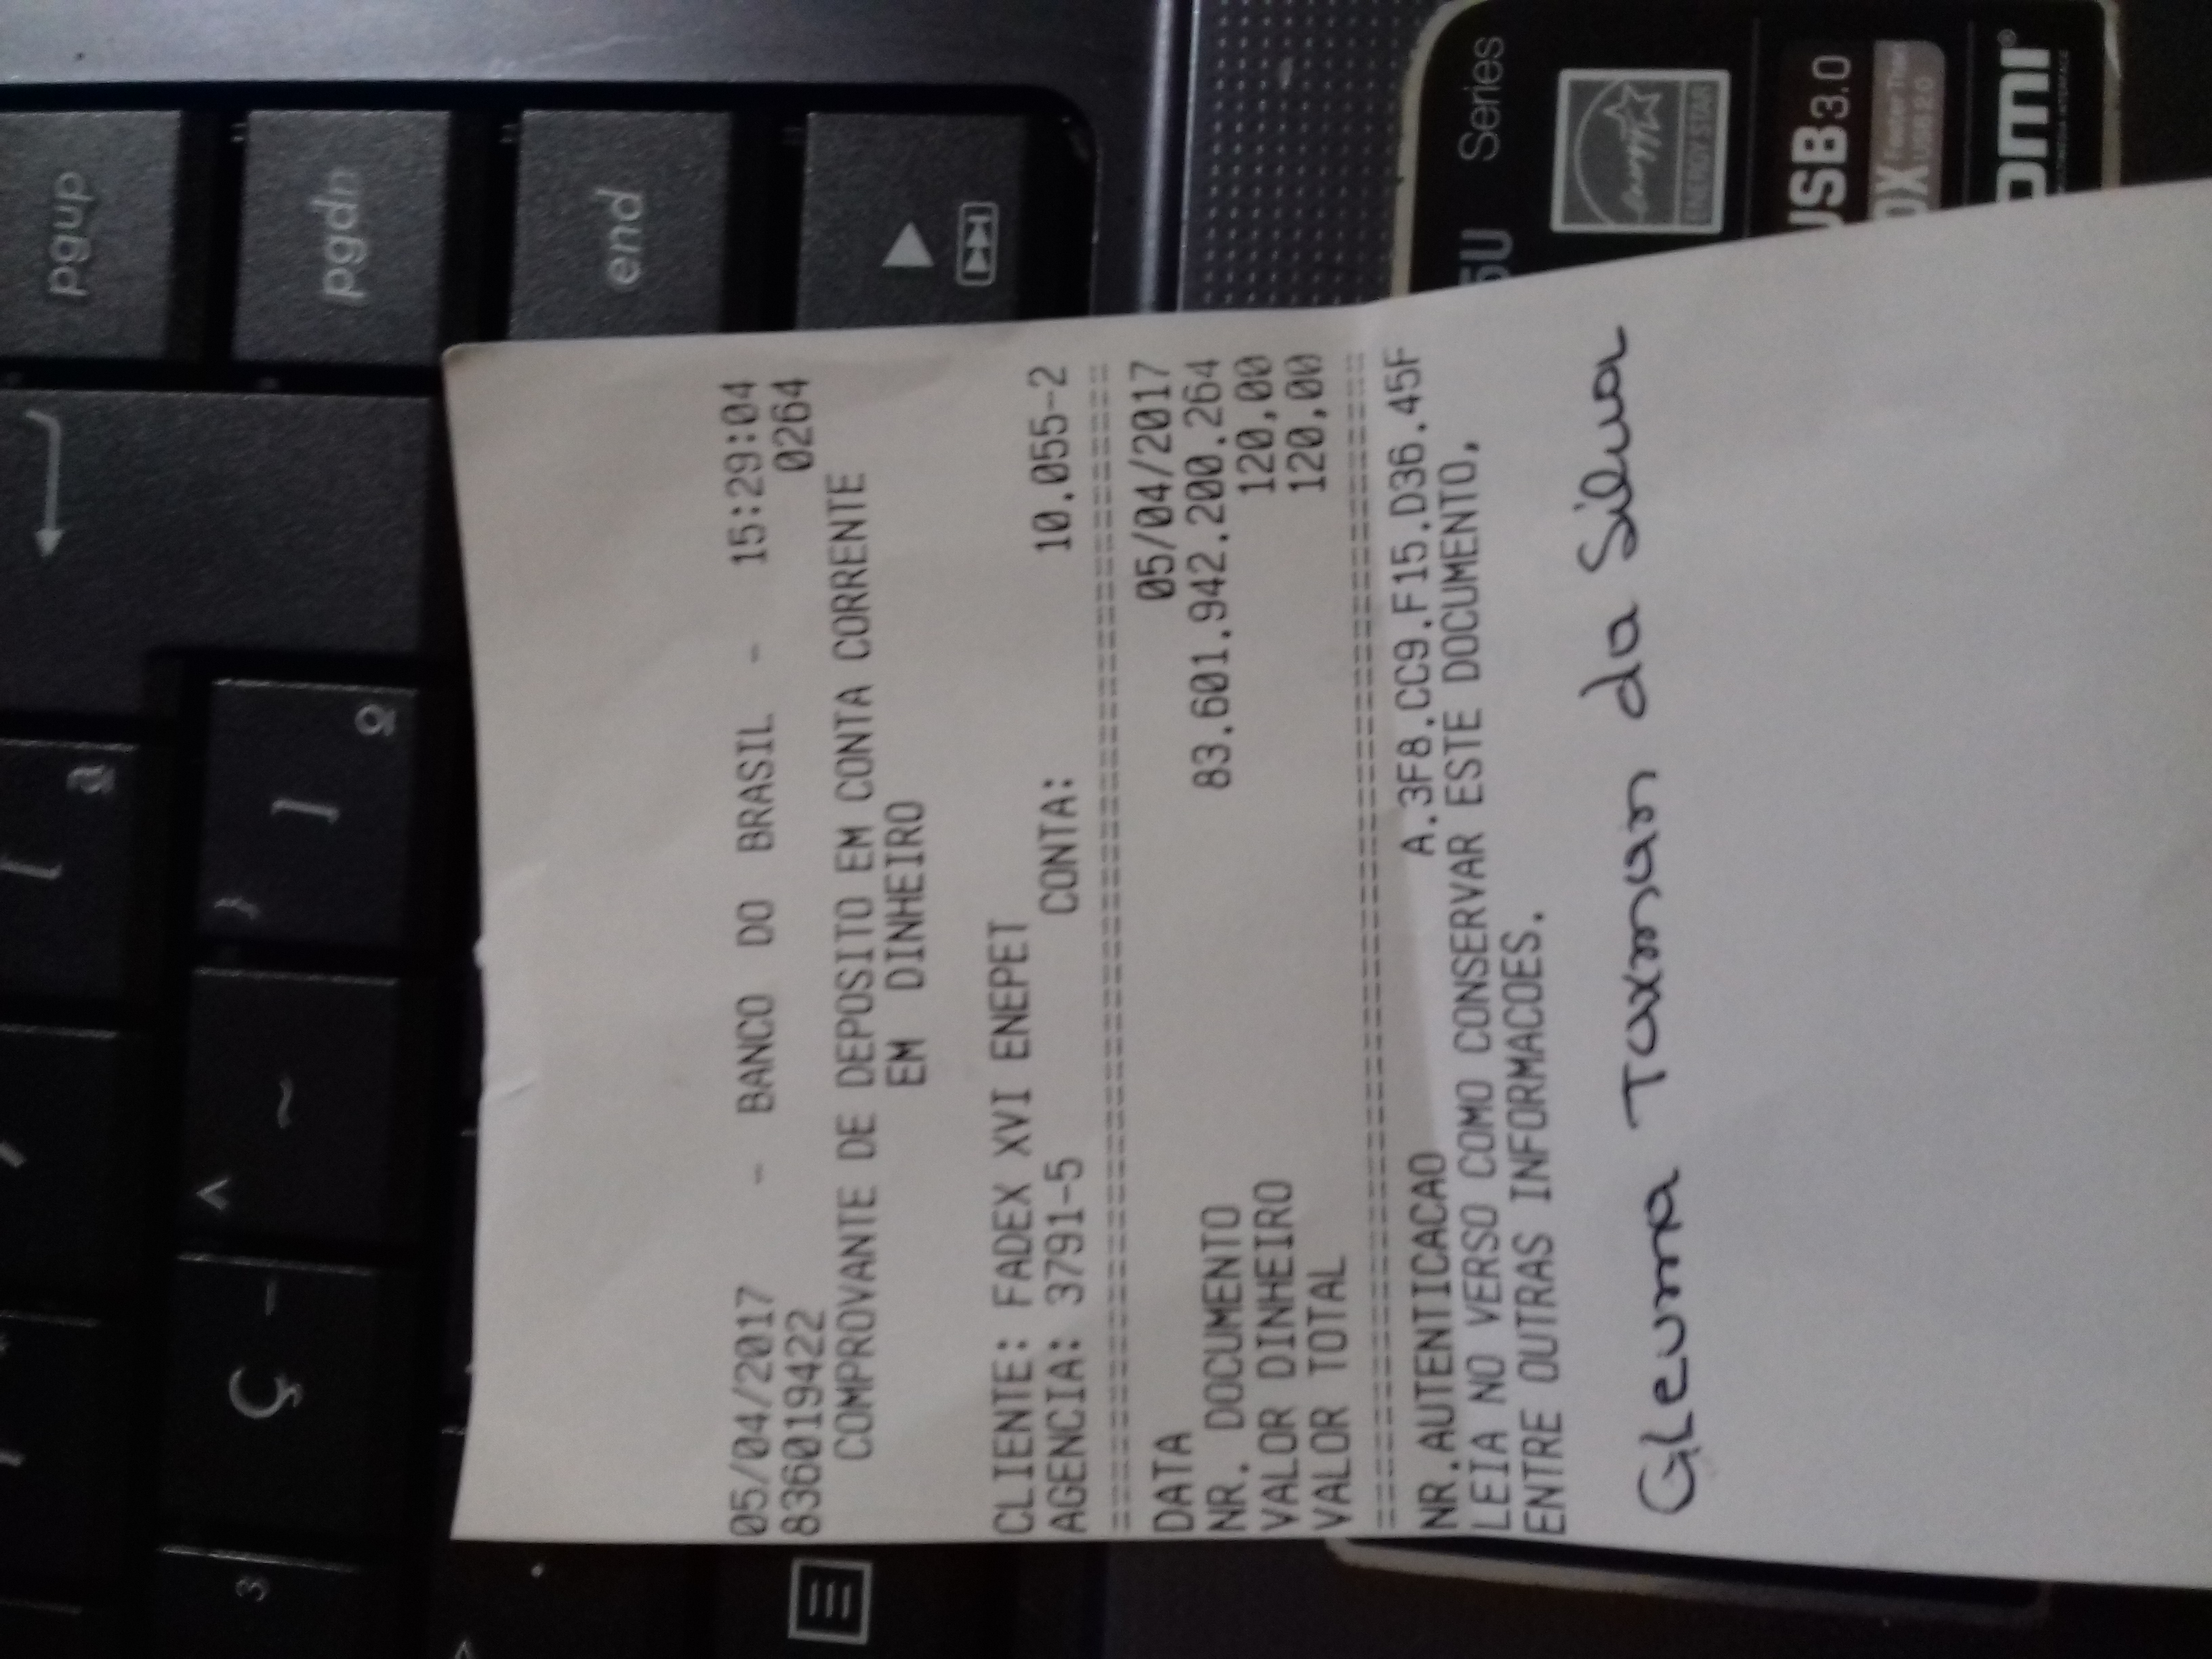 [
ª
pgup
3
Ç -
^
~
}
]
º
pgdn
end
05/04/2017 - BANCO DO BRASIL - 15:29:04
836019422 0264
COMPROVANTE DE DEPOSITO EM CONTA CORRENTE
EM DINHEIRO
CLIENTE: FADEX XVI ENEPET
AGENCIA: 3791-5 CONTA: 10.055-2
DATA 05/04/2017
NR. DOCUMENTO 83.601.942.200.264
VALOR DINHEIRO 120,00
VALOR TOTAL 120,00
NR.AUTENTICACAO A.3F8.CC9.F15.D36.45F
LEIA NO VERSO COMO CONSERVAR ESTE DOCUMENTO,
ENTRE OUTRAS INFORMACOES.
Gleuma Taxman da Silva
5U Series
energy
ENERGY STAR
USB 3.0
0X Faster Than
USB 2.0
DMI
MULTIMEDIA INTERFACE